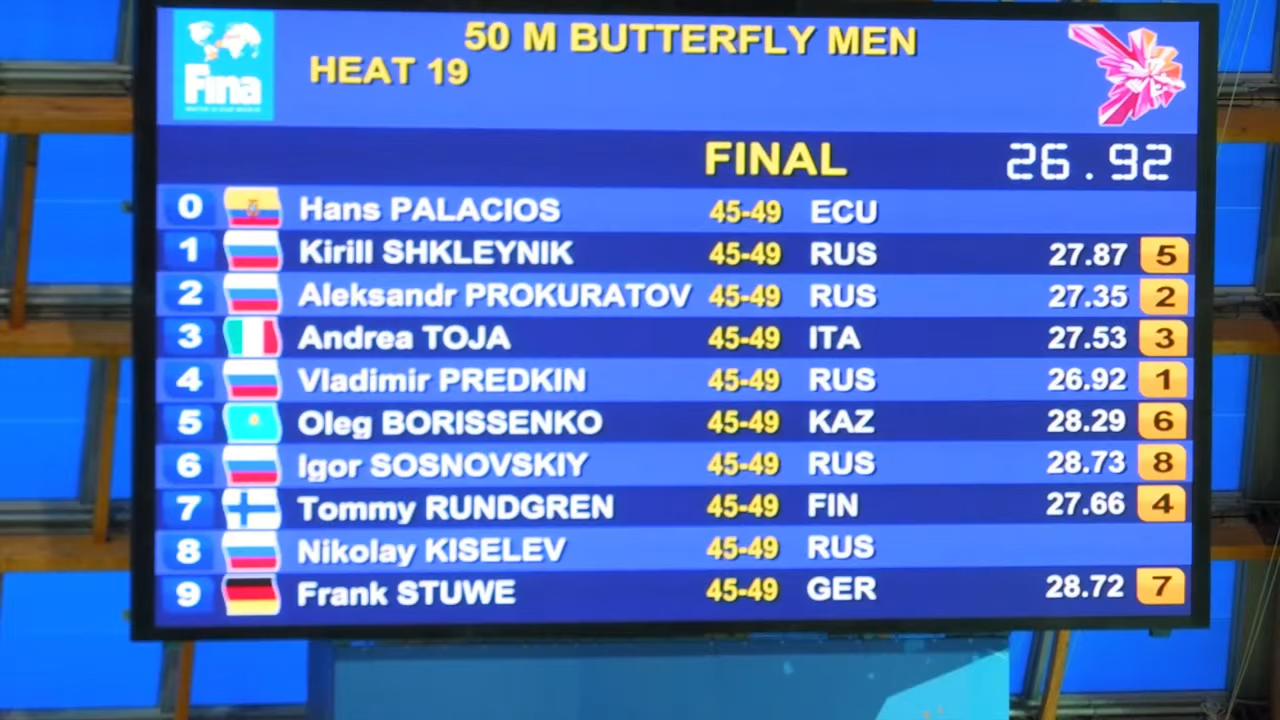 50 M BUTTERFLY MEN
Fina
HEAT 19
FINAL 26.92
0 Hans PALACIOS 45-49 ECU
1 Kirill SHKLEYNIK 45-49 RUS 27.87 5
2 Aleksandr PROKURATOV 45-49 RUS 27.35 2
3 Andrea TOJA 45-49 ITA 27.53 3
4 Vladimir PREDKIN 45-49 RUS 26.92 1
5 Oleg BORISSENKO 45-49 KAZ 28.29 6
6 Igor SOSNOVSKIY 45-49 RUS 28.73 8
7 Tommy RUNDGREN 45-49 FIN 27.66 4
8 Nikolay KISELEV 45-49 RUS
9 Frank STUWE 45-49 GER 28.72 7